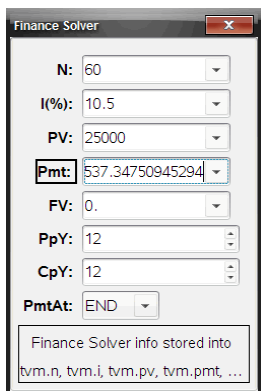 Finance Solver
N: 60
I(%): 10.5
PV: 25000
Pmt: 537.34750945294
FV: 0.
PpY: 12
CpY: 12
PmtAt: END
Finance Solver info stored into
tvm.n, tvm.i, tvm.pv, tvm.pmt, ...